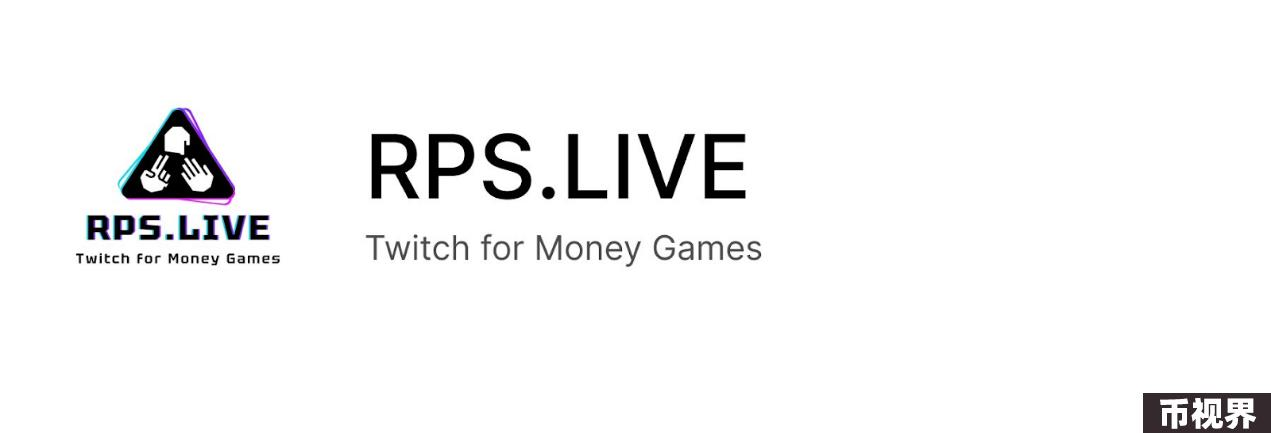 RPS.LIVE
Twitch for Money Games
RPS.LIVE
Twitch for Money Games
币视界